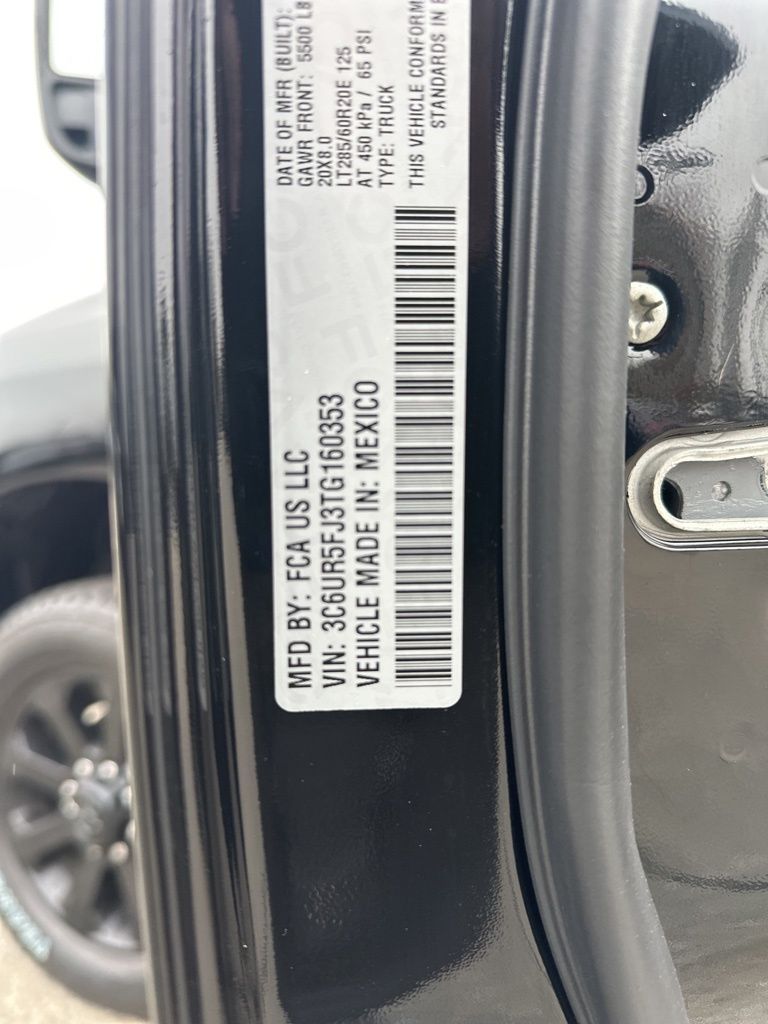 MFD BY: FCA US LLC
VIN: 3C6UR5FJ3TG160353
VEHICLE MADE IN: MEXICO
DATE OF MFR (BUILT):
GAWR FRONT: 5500 LB
20X8.0
LT285/60R20E 125
AT 450 kPa / 65 PSI
TYPE: TRUCK
THIS VEHICLE CONFORM
STANDARDS IN E